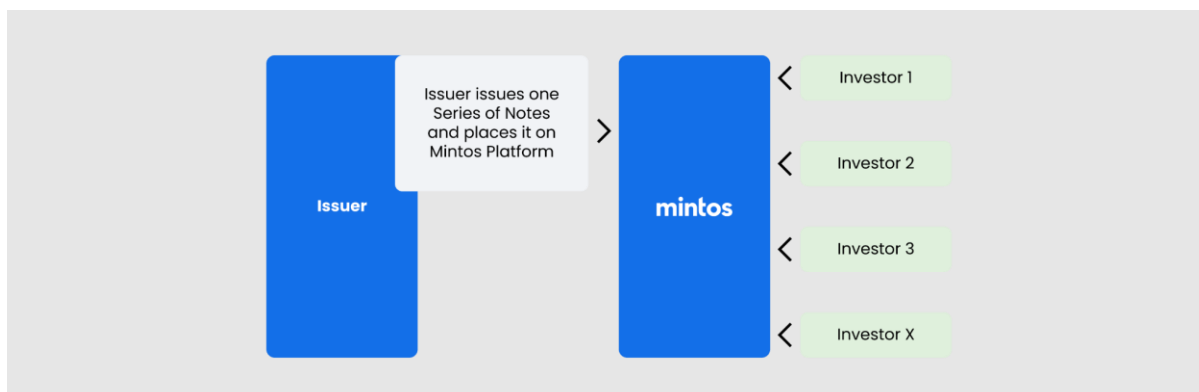 Issuer
Issuer issues one
Series of Notes
and places it on
Mintos Platform
mintos
Investor 1
Investor 2
Investor 3
Investor X